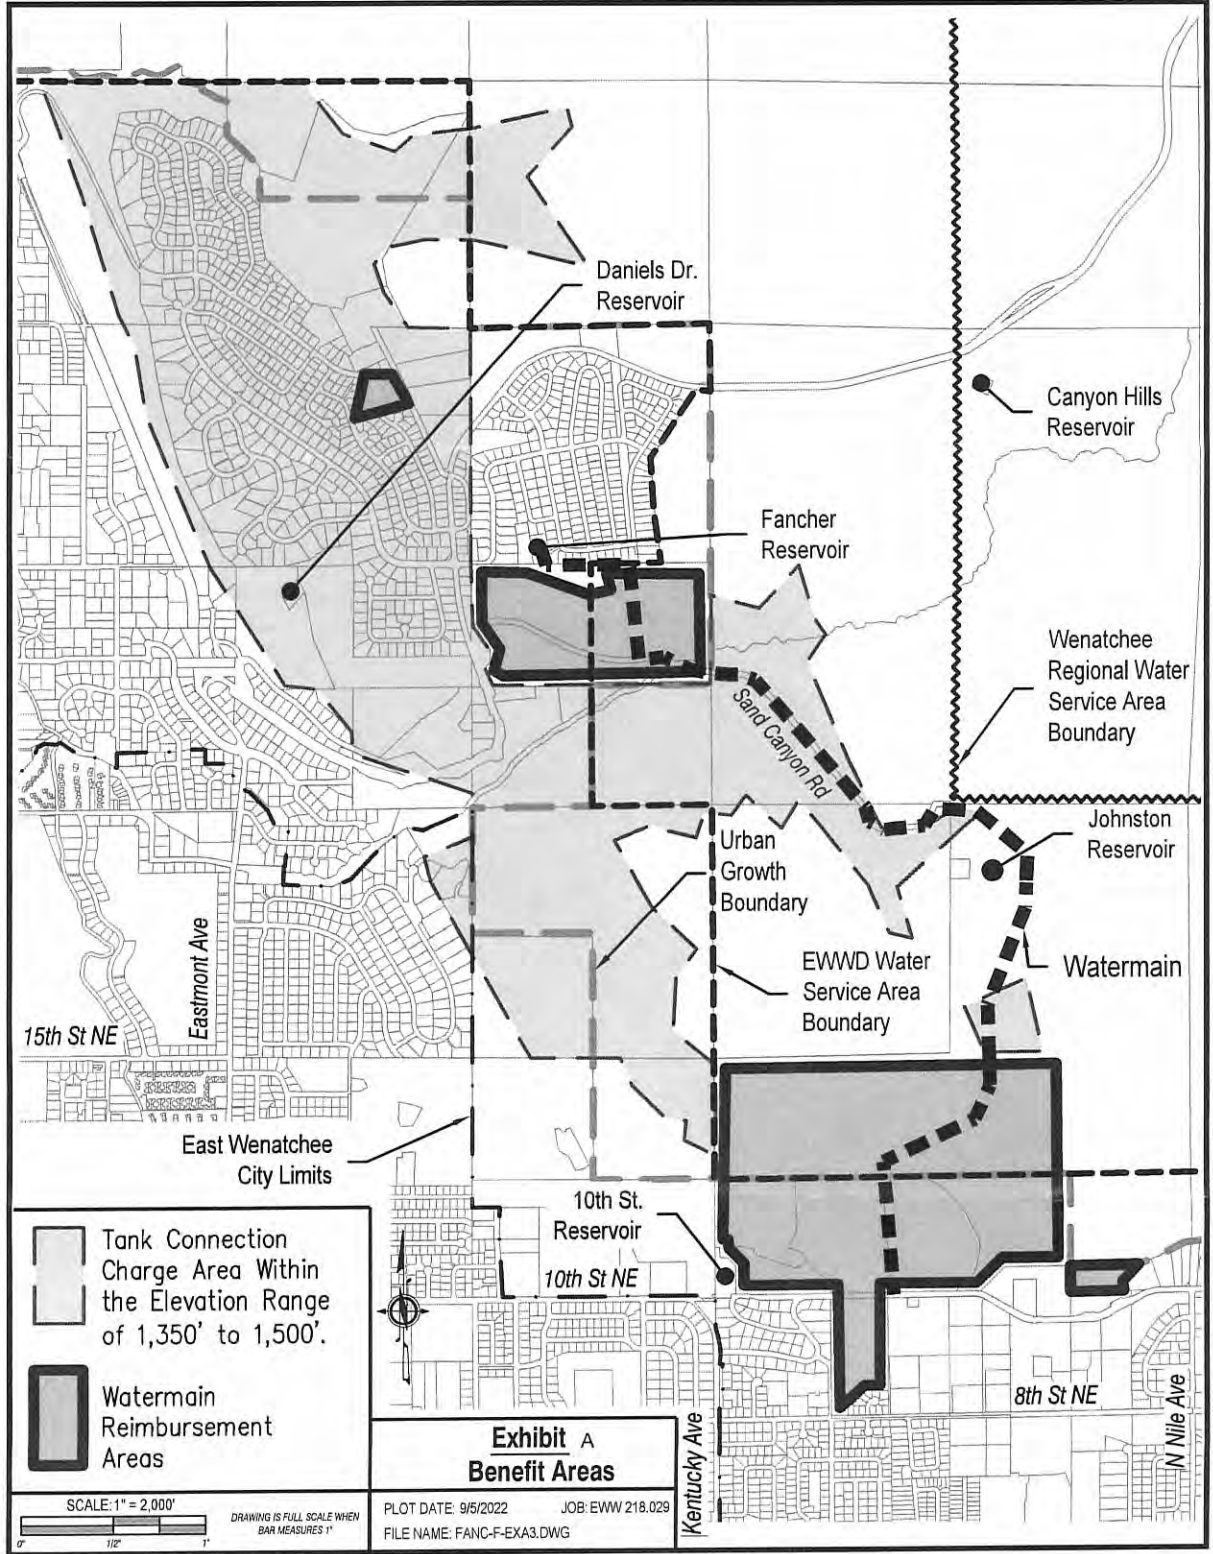 Daniels Dr.
Reservoir
Canyon Hills
Reservoir
Fancher
Reservoir
Wenatchee
Regional Water
Service Area
Boundary
Sand Canyon Rd
Johnston
Reservoir
Urban
Growth
Boundary
Eastmont Ave
EWWD Water
Service Area
Boundary
Watermain
15th St NE
East Wenatchee
City Limits
10th St.
Reservoir
10th St NE
8th St NE
N Nile Ave
Kentucky Ave
Tank Connection
Charge Area Within
the Elevation Range
of 1,350' to 1,500'.
Watermain
Reimbursement
Areas
Exhibit A
Benefit Areas
SCALE: 1" = 2,000'
0" 1/2" 1"
DRAWING IS FULL SCALE WHEN
BAR MEASURES 1"
PLOT DATE: 9/5/2022 JOB: EWW 218.029
FILE NAME: FANC-F-EXA3.DWG